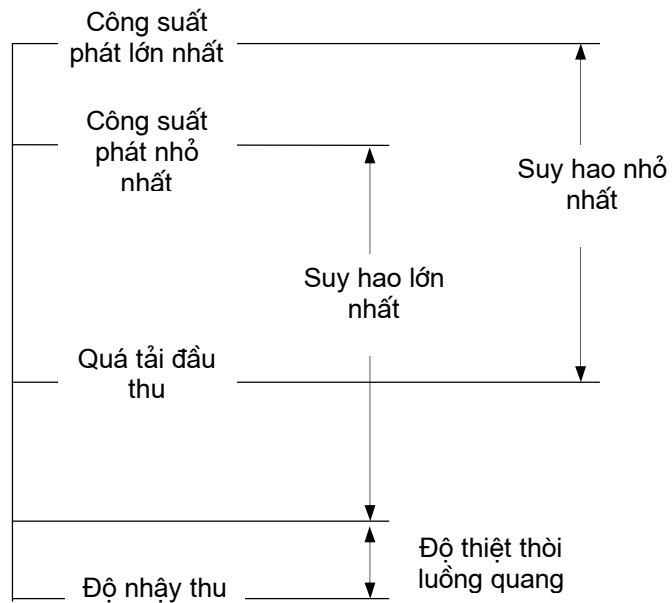 Công suất
phát lớn nhất
Công suất
phát nhỏ
nhất
Suy hao nhỏ
nhất
Suy hao lớn
nhất
Quá tải đầu
thu
Độ thiệt thòi
luồng quang
Độ nhậy thu